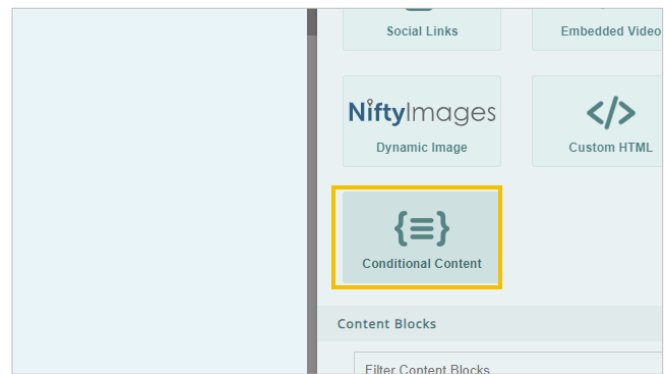 Social Links
Embedded Video
NiftyImages
Dynamic Image
</>
Custom HTML
{≡}
Conditional Content
Content Blocks
Filter Content Blocks